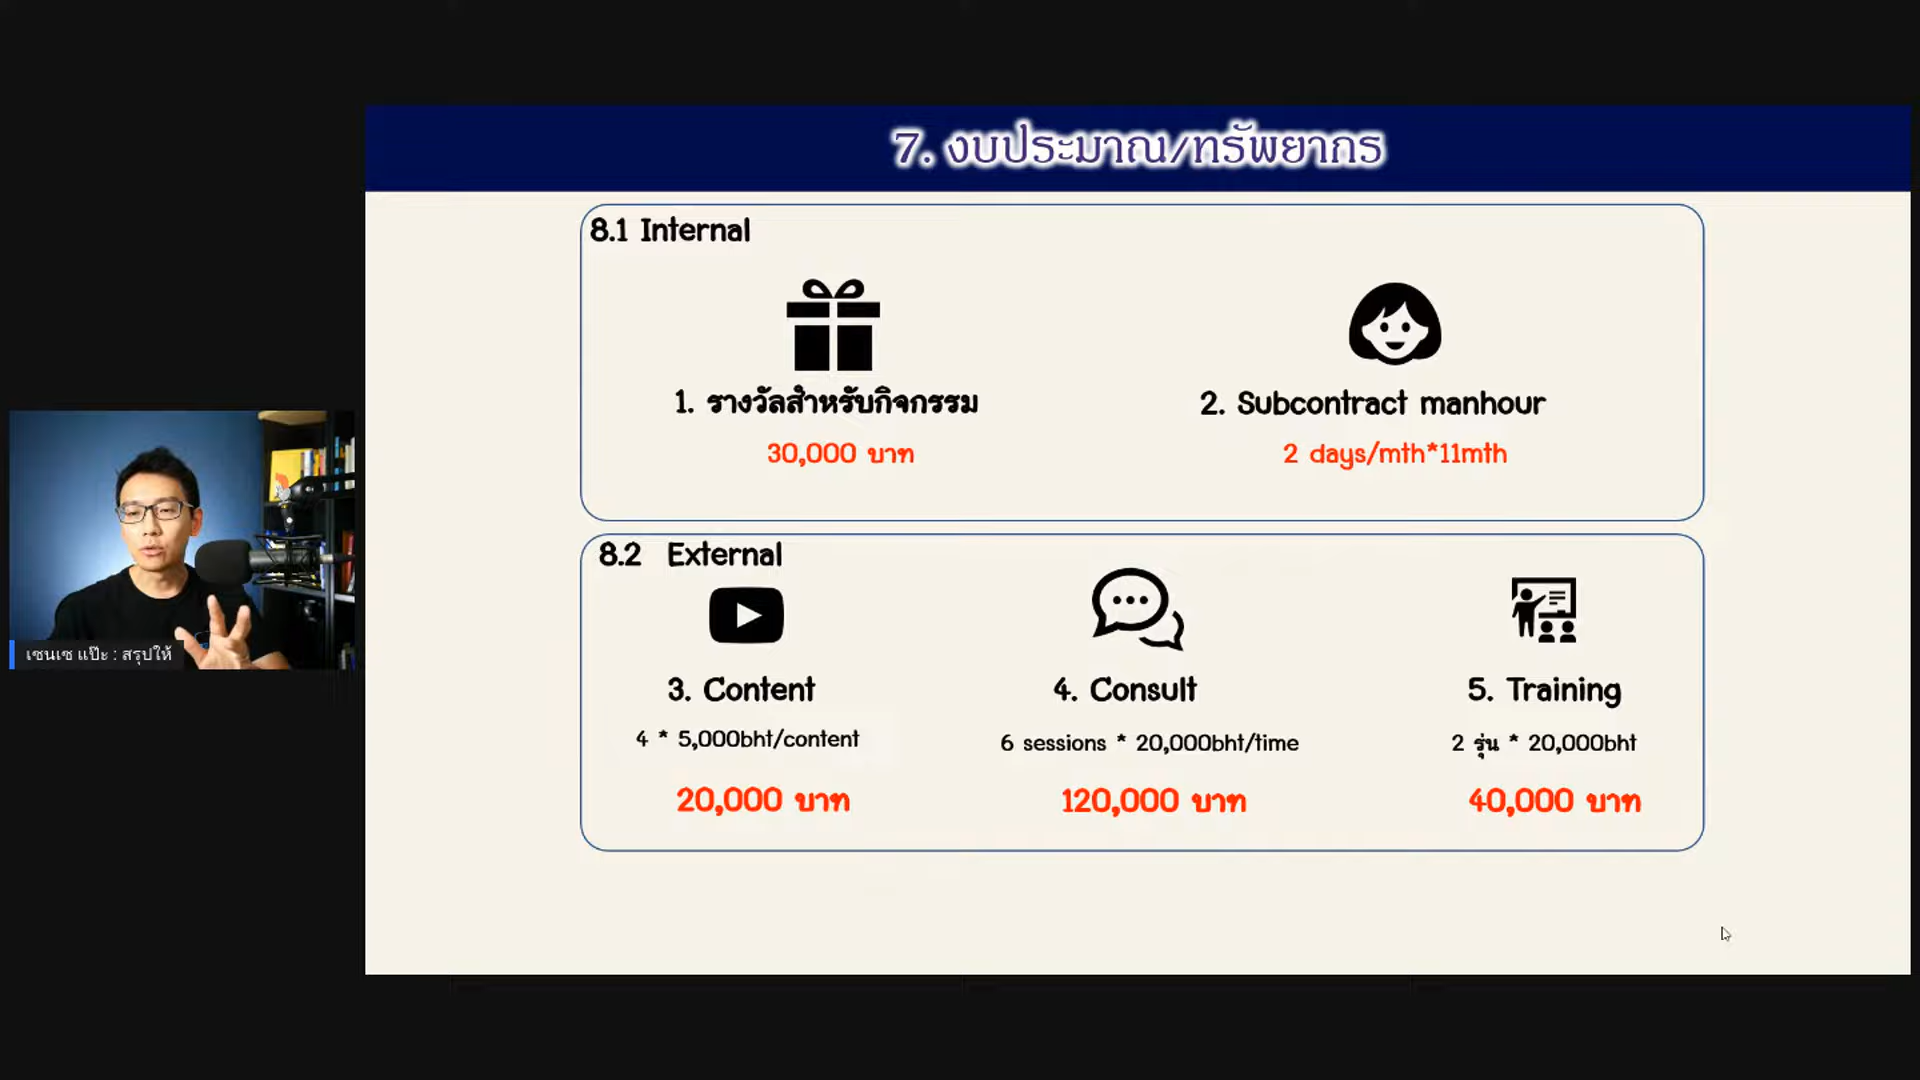 7. งบประมาณ/ทรัพยากร
8.1 Internal
1. รางวัลสำหรับกิจกรรม
30,000 บาท
2. Subcontract manhour
2 days/mth*11mth
8.2 External
3. Content
4 * 5,000bht/content
20,000 บาท
4. Consult
6 sessions * 20,000bht/time
120,000 บาท
5. Training
2 รุ่น * 20,000bht
40,000 บาท
เซนเซ แป๊ะ : สรุปให้